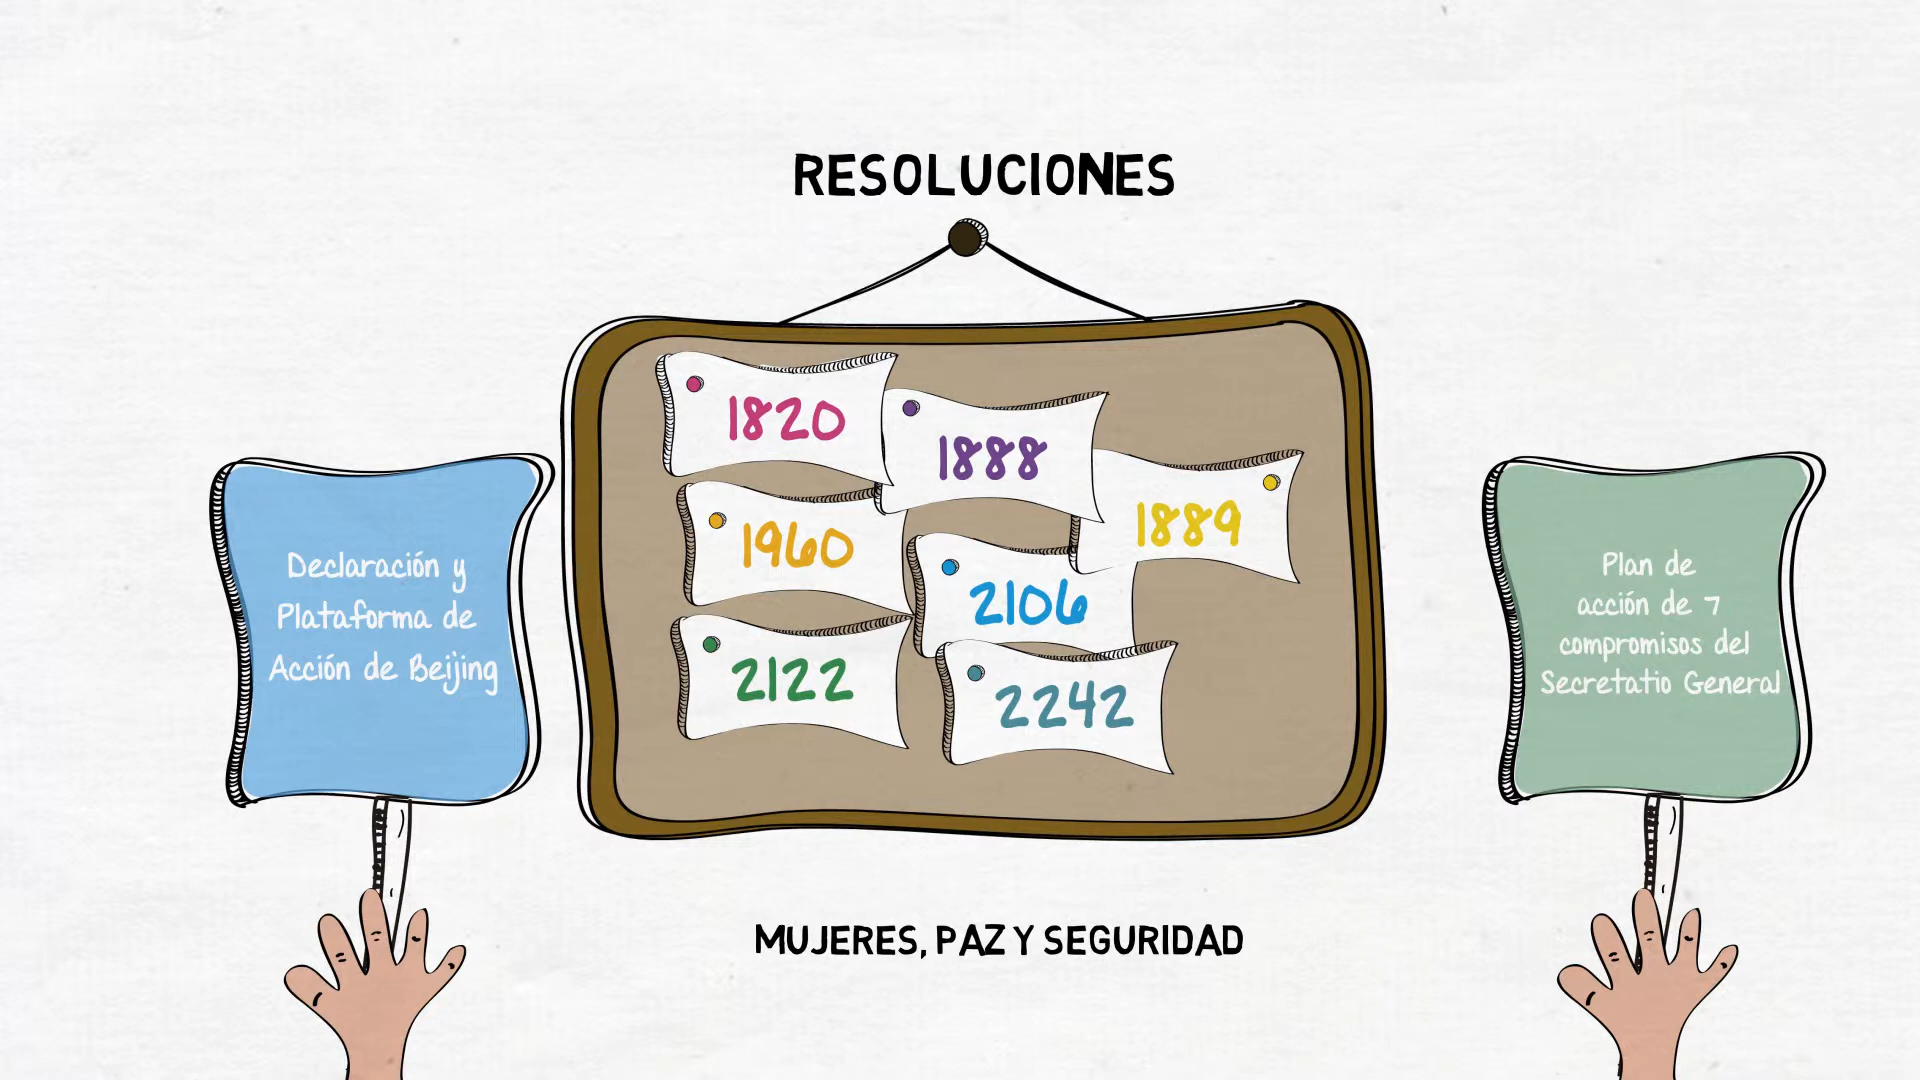 RESOLUCIONES
1820
1888
1889
1960
2106
2122
2242
Declaración y
Plataforma de
Acción de Beijing
Plan de
acción de 7
compromisos del
Secretatio General
MUJERES, PAZ Y SEGURIDAD